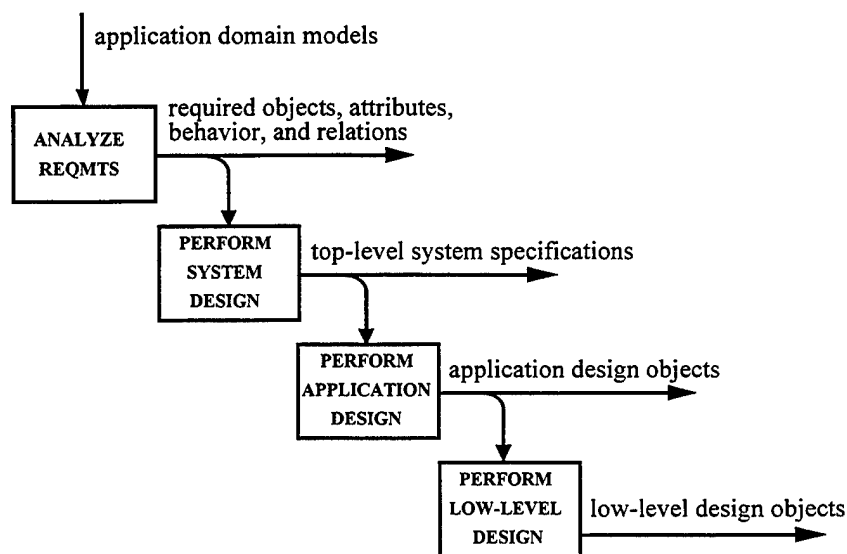 application domain models
required objects, attributes,
behavior, and relations
ANALYZE
REQMTS
PERFORM
SYSTEM
DESIGN
top-level system specifications
PERFORM
APPLICATION
DESIGN
application design objects
PERFORM
LOW-LEVEL
DESIGN
low-level design objects